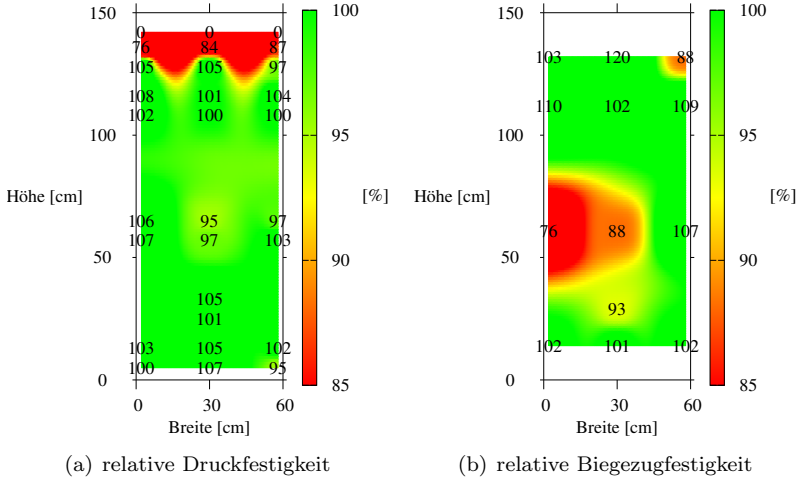 150
0 0 0
76 84 87
105 105 97
108 101 104
102 100 100
100
Höhe [cm]
106 95 97
107 97 103
50
105
101
103 105 102
100 107 95
0
0 30 60
Breite [cm]
100
95
[%]
90
85
(a) relative Druckfestigkeit
150
103 120 88
110 102 109
100
Höhe [cm]
76 88 107
50
93
102 101 102
0
0 30 60
Breite [cm]
100
95
[%]
90
85
(b) relative Biegezugfestigkeit